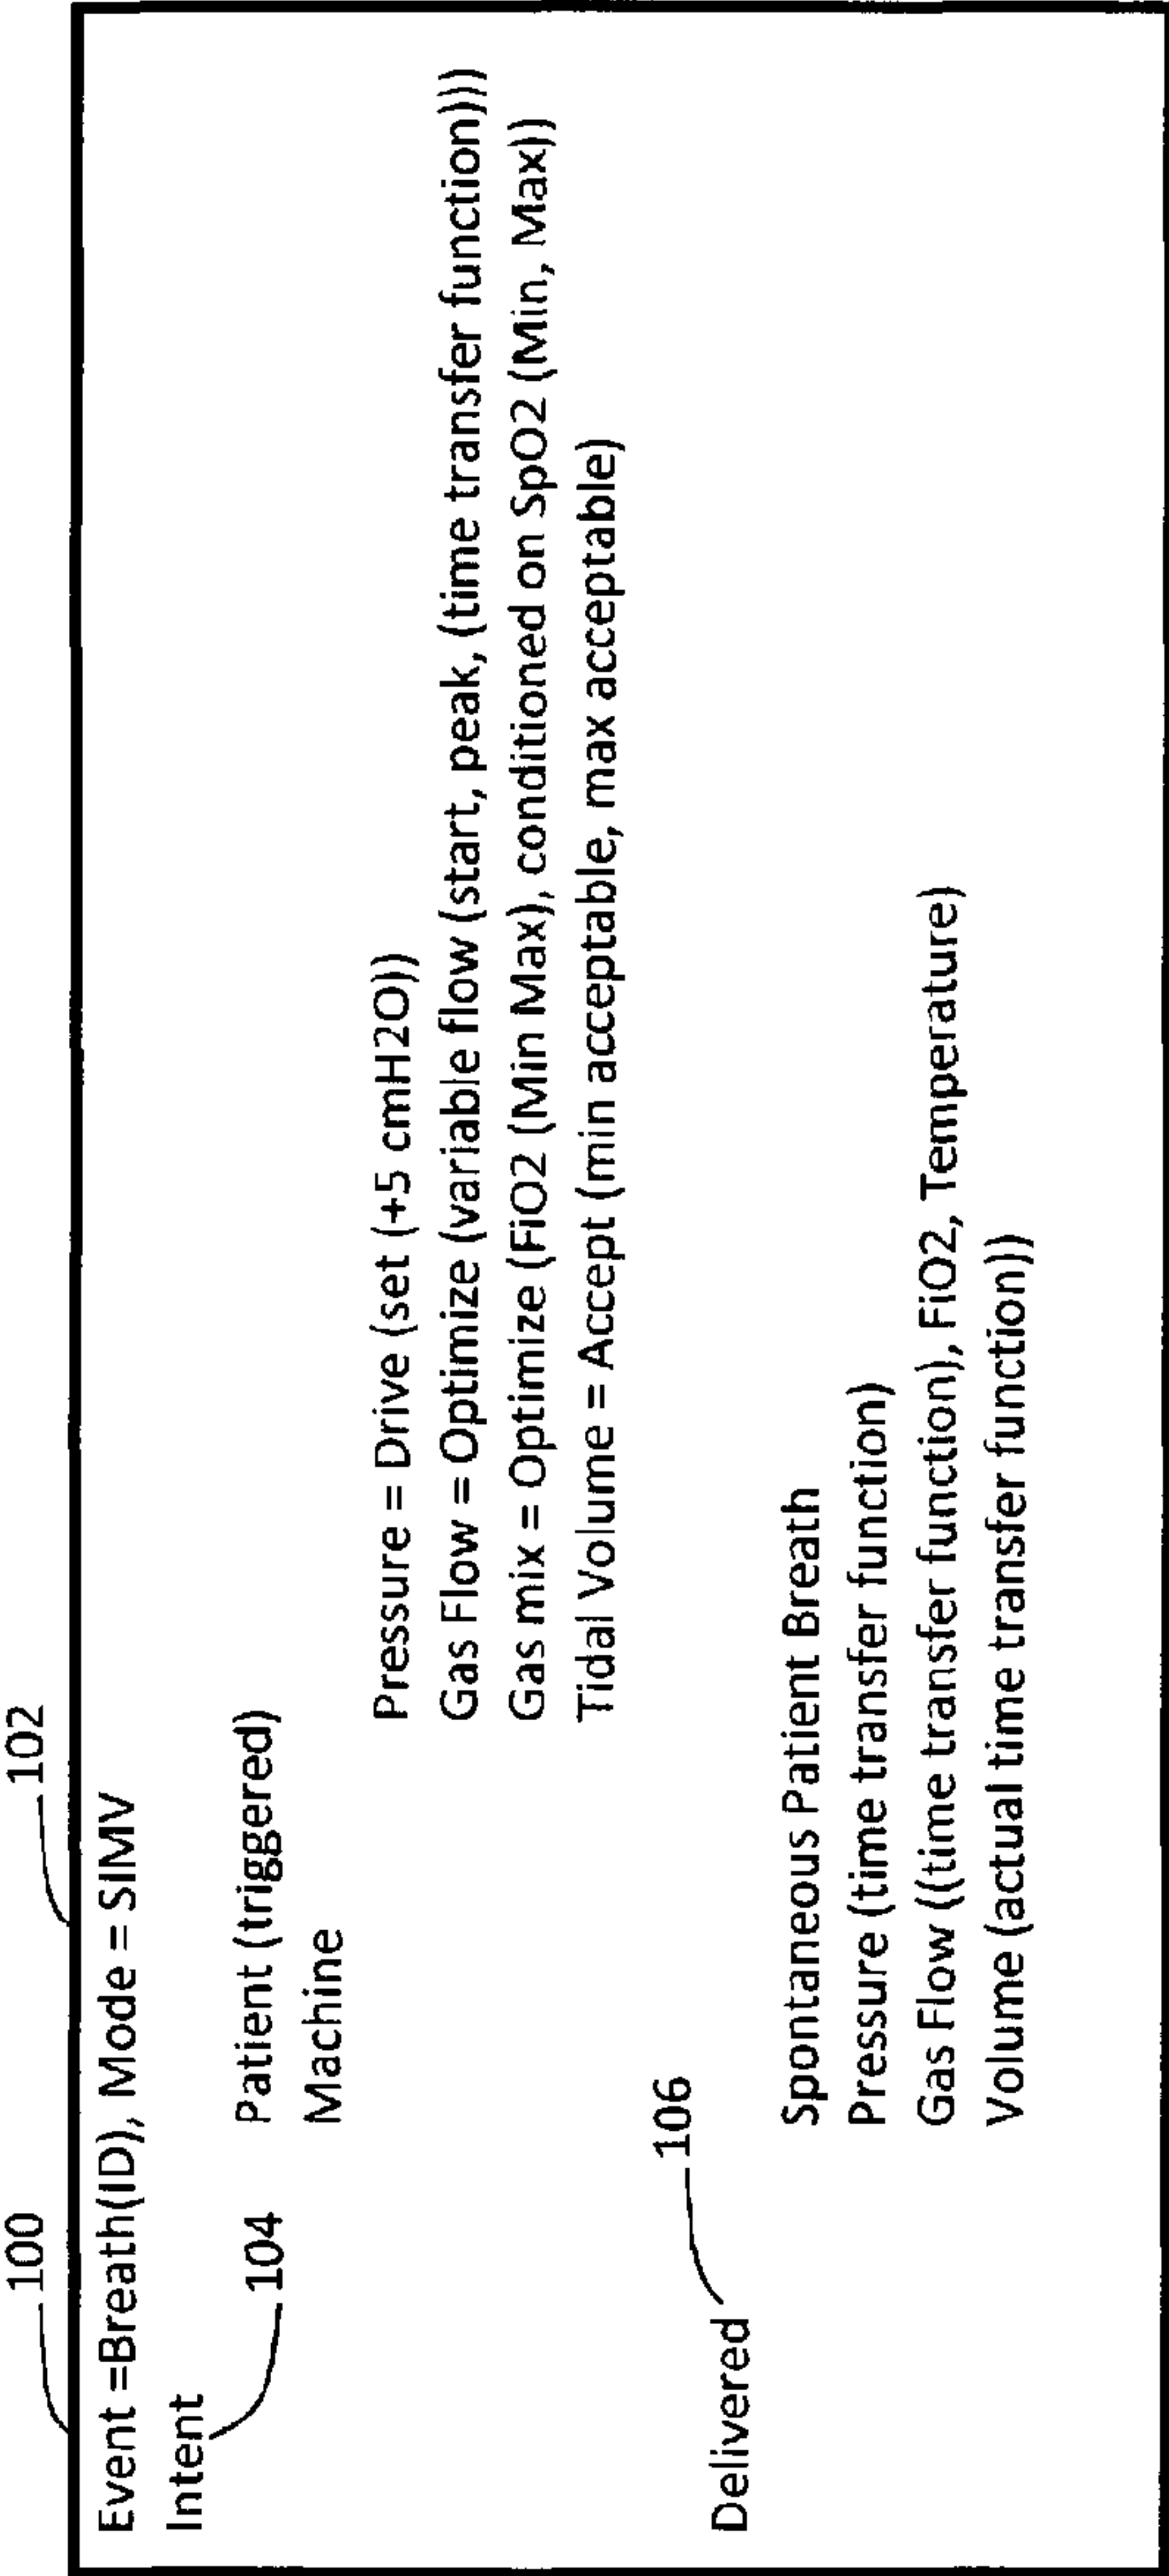 100
102
Event =Breath(ID), Mode = SIMV
Intent
104
Patient (triggered)
Machine
Pressure = Drive (set (+5 cmH2O))
Gas Flow = Optimize (variable flow (start, peak, (time transfer function)))
Gas mix = Optimize (FiO2 (Min Max), conditioned on SpO2 (Min, Max))
Tidal Volume = Accept (min acceptable, max acceptable)
Delivered
106
Spontaneous Patient Breath
Pressure (time transfer function)
Gas Flow ((time transfer function), FiO2, Temperature)
Volume (actual time transfer function))